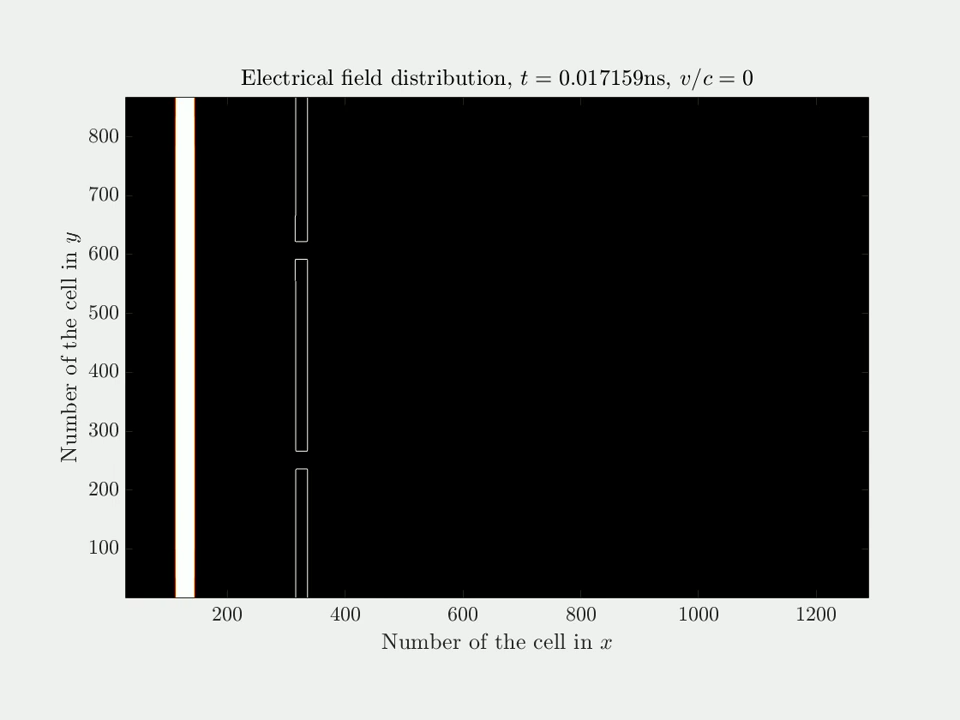 Electrical field distribution, t = 0.017159ns, v/c = 0
800
700
600
500
400
300
200
100
Number of the cell in y
200 400 600 800 1000 1200
Number of the cell in x